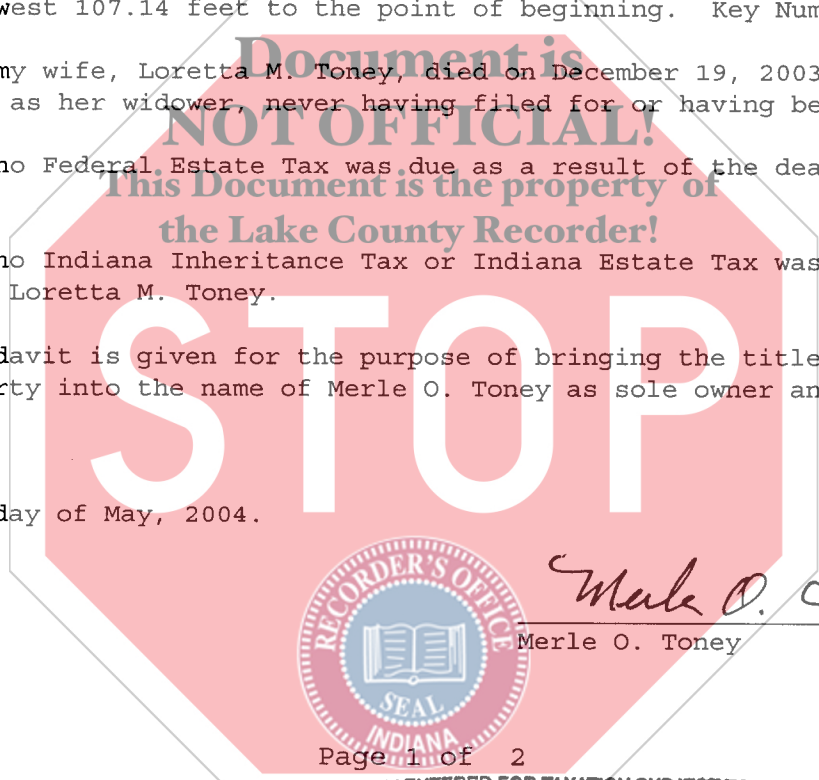 west 107.14 feet to the point of beginning. Key Num
Document is
my wife, Loretta M. Toney, died on December 19, 2003
as her widower, never having filed for or having be
NOT OFFICIAL!
no Federal Estate Tax was due as a result of the dea
This Document is the property of
the Lake County Recorder!
no Indiana Inheritance Tax or Indiana Estate Tax was
Loretta M. Toney.
STOP
davit is given for the purpose of bringing the title
rty into the name of Merle O. Toney as sole owner an
day of May, 2004.
Merle O.
Merle O. Toney
RECORDER'S OFFICE
SEAL
INDIANA
Page 1 of 2
ENTERED FOR TAXATION SUBJECT